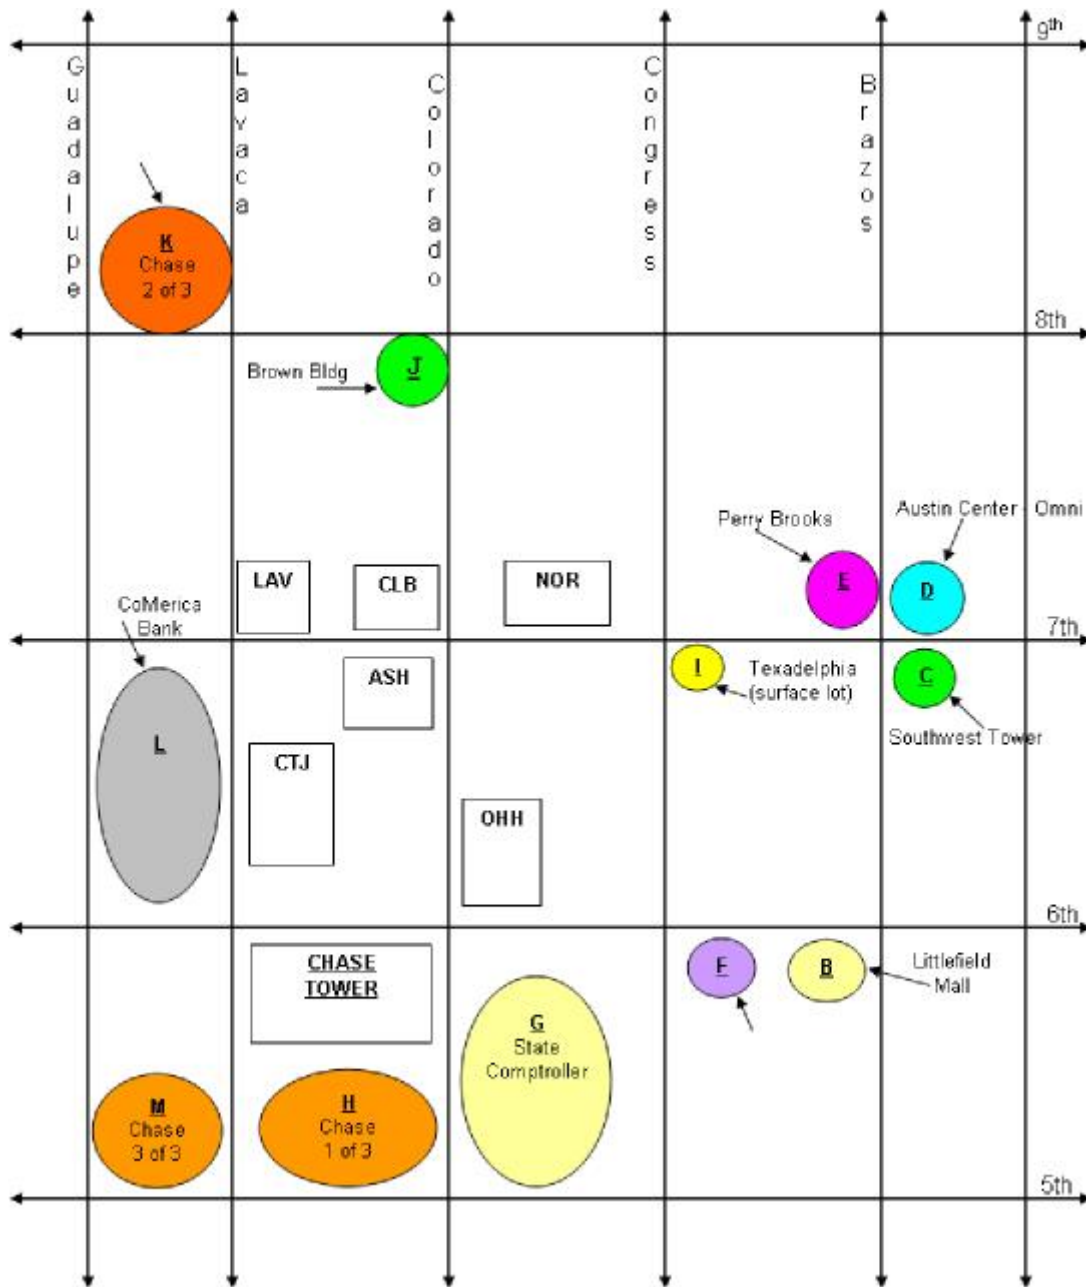 9th
Guadalupe
Lavaca
Colorado
Congress
Brazos
K
Chase
2 of 3
8th
Brown Bldg
J
Perry Brooks
Austin Center Omni
LAV
CLB
NOR
E
D
CoMerica
Bank
7th
ASH
I
Texadelphia
(surface lot)
C
Southwest Tower
L
CTJ
OHH
6th
CHASE
TOWER
F
B
Littlefield
Mall
G
State
Comptroller
M
Chase
3 of 3
H
Chase
1 of 3
5th